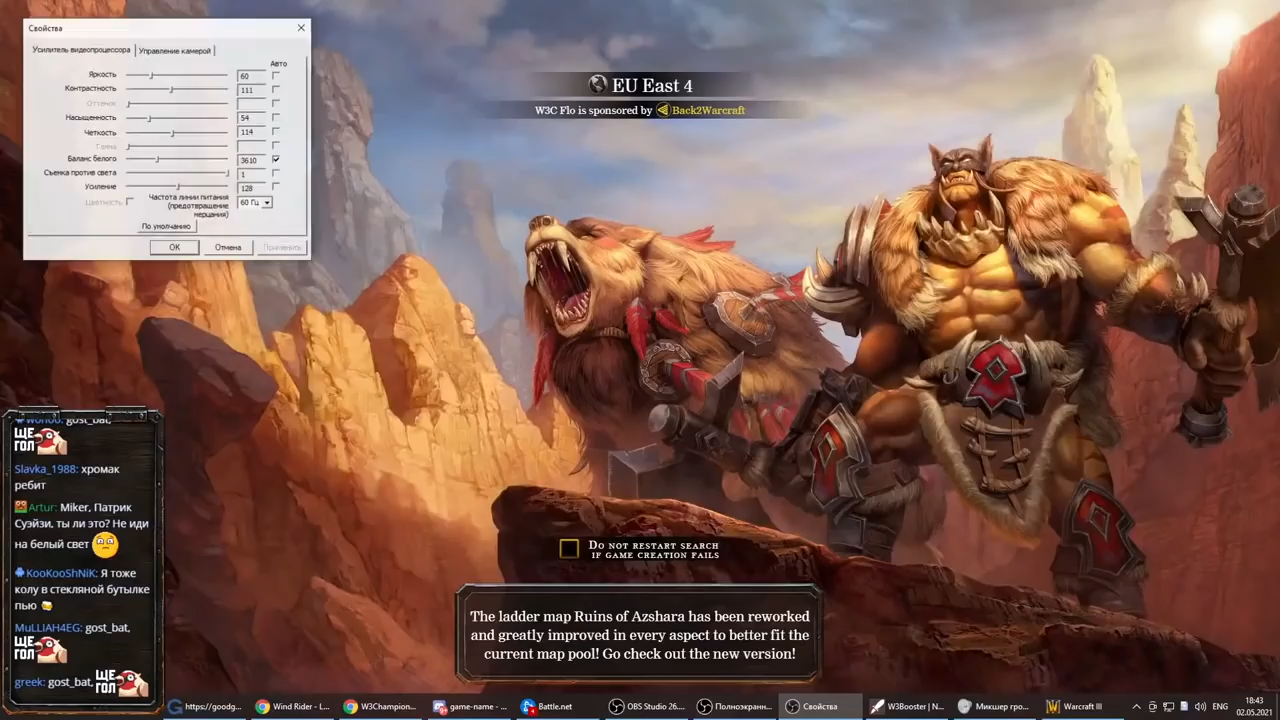 Свойства
Усилитель видеопроцессора
Управление камерой
Авто
Яркость 60
Контрастность 111
Оттенок
Насыщенность 54
Четкость 114
Гамма
Баланс белого 3610
Съемка против света 1
Усиление 128
Цветность
Частота линии питания
(предотвращение
мерцания)
60 Гц
По умолчанию
ОК
Отмена
Применить
EU East 4
W3C Flo is sponsored by Back2Warcraft
gost_bat,
ЩЕ
ГОЛ
Slavka_1988: хромак
ребит
Artur: Miker, Патрик
Суэйзи, ты ли это? Не иди
на белый свет
KooKooShNiK: Я тоже
колу в стекляной бутылке
пью
MuLLIAH4EG: gost_bat,
ЩЕ
ГОЛ
greek: gost_bat,
ЩЕ
ГОЛ
Do not restart search
if game creation fails
The ladder map Ruins of Azshara has been reworked
and greatly improved in every aspect to better fit the
current map pool! Go check out the new version!
https://goodg...
Wind Rider - L...
W3Champion...
game-name - ...
Battle.net
OBS Studio 26....
Полноэкранн...
Свойства
W3Booster | N...
Микшер гро...
Warcraft III
ENG
18:43
02.05.2021